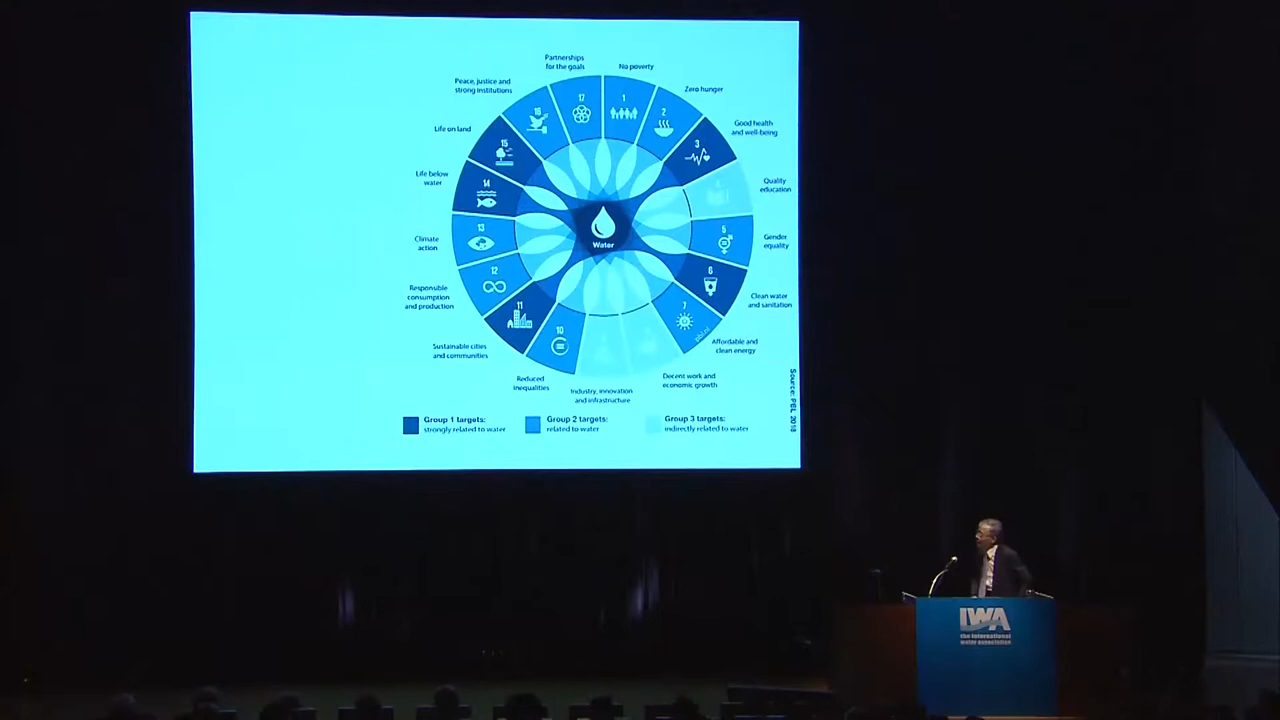 Partnerships
for the goals
No poverty
Peace, justice and
strong institutions
Zero hunger
Life on land
Good health
and well-being
Life below
water
Quality
education
Climate
action
Gender
equality
Responsible
consumption
and production
Clean water
and sanitation
Sustainable cities
and communities
Affordable and
clean energy
Reduced
inequalities
Decent work and
economic growth
Industry, innovation
and infrastructure
17
1
16
2
15
3
14
13
5
12
6
11
7
10
Water
pbl.nl
Group 1 targets:
strongly related to water
Group 2 targets:
related to water
Group 3 targets:
indirectly related to water
Source: PBL 2018
IWA
the international
water association